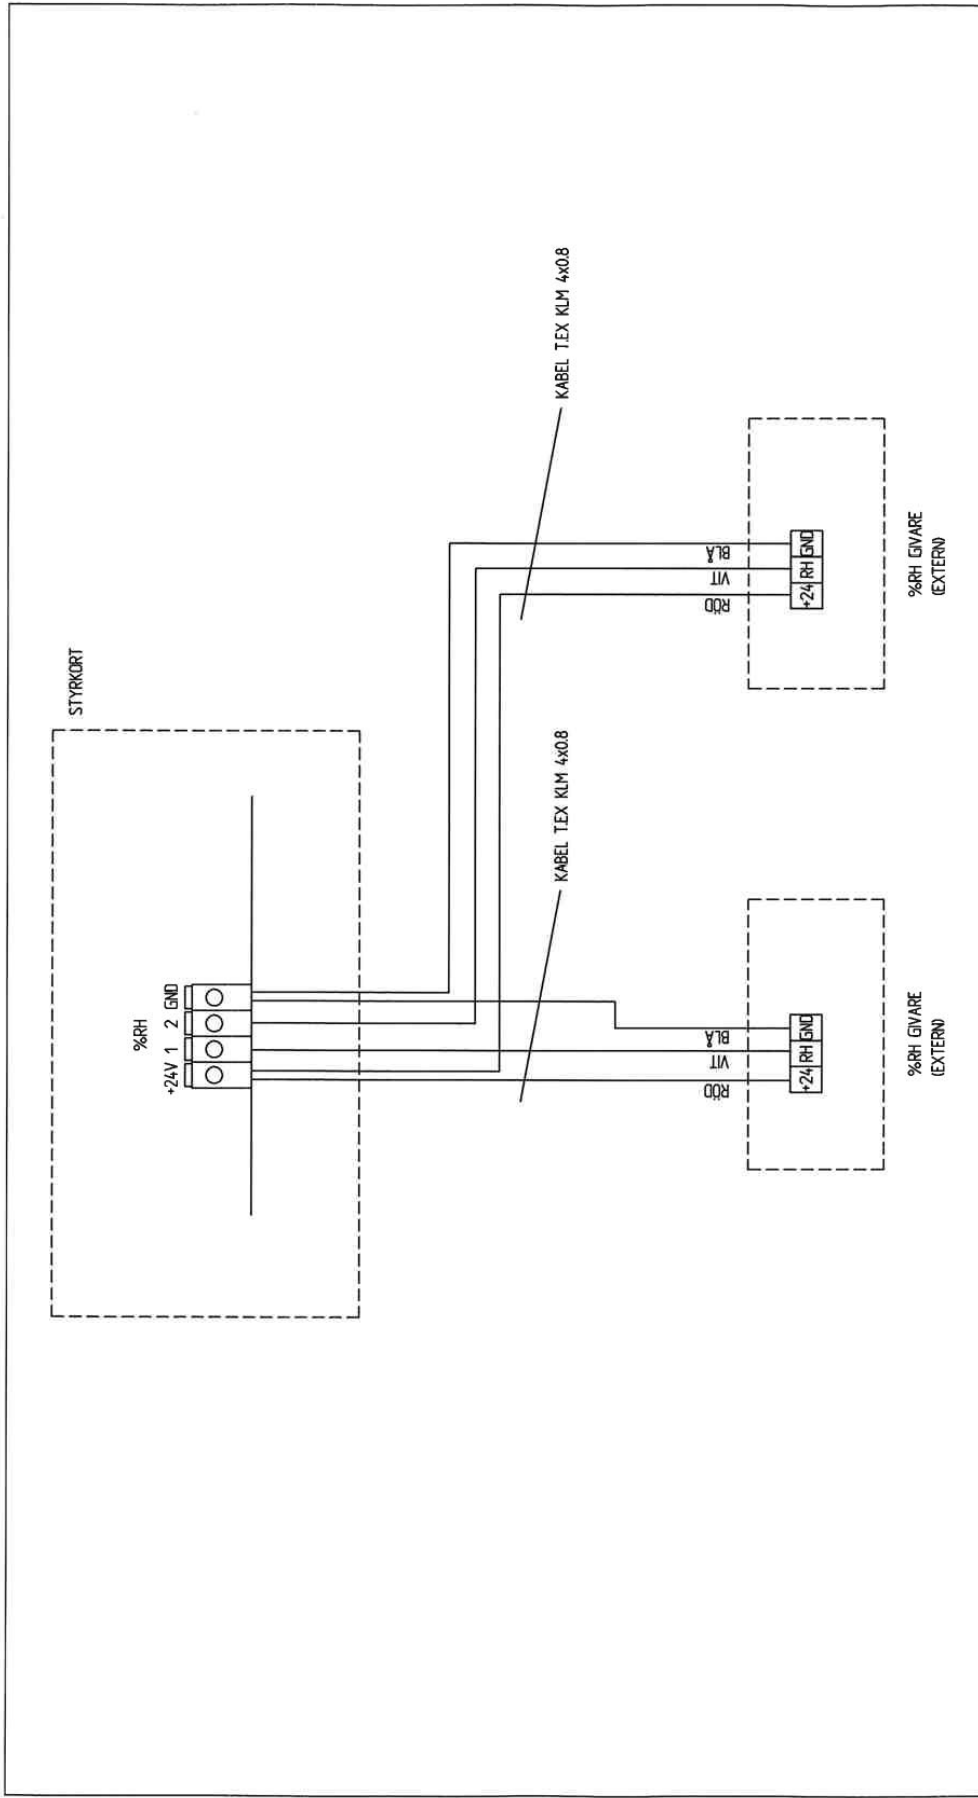 STYRKORT
%RH
+24V 1 2 GND
KABEL T.EX KLM 4x0.8
KABEL T.EX KLM 4x0.8
RÖD
VIT
BLÅ
RÖD
VIT
BLÅ
+24 RH GND
+24 RH GND
%RH GIVARE
(EXTERN)
%RH GIVARE
(EXTERN)